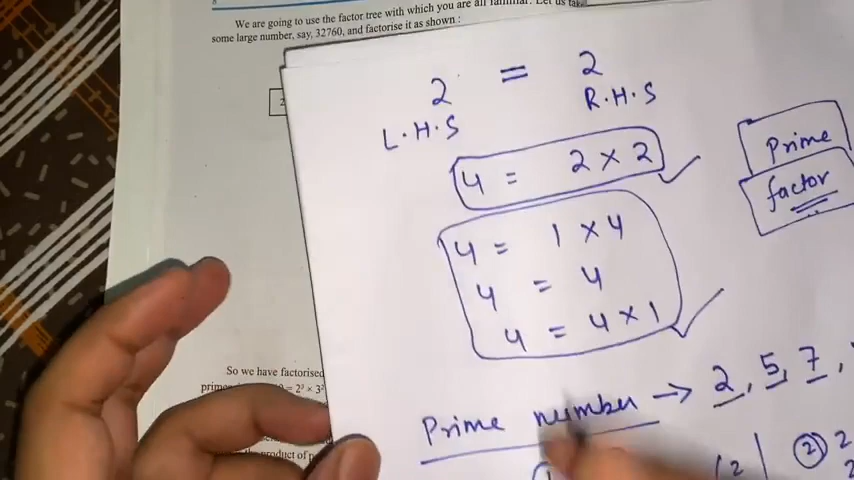 We are going to use the factor tree with which you are all familiar. Let us take
some large number, say, 32760, and factorise it as shown :
2 = 2
L.H.S R.H.S
4 = 2 × 2
Prime
factor
4 = 1 × 4
4 = 4
4 = 4 × 1
So we have factorised
Prime number → 2, 5, 7,